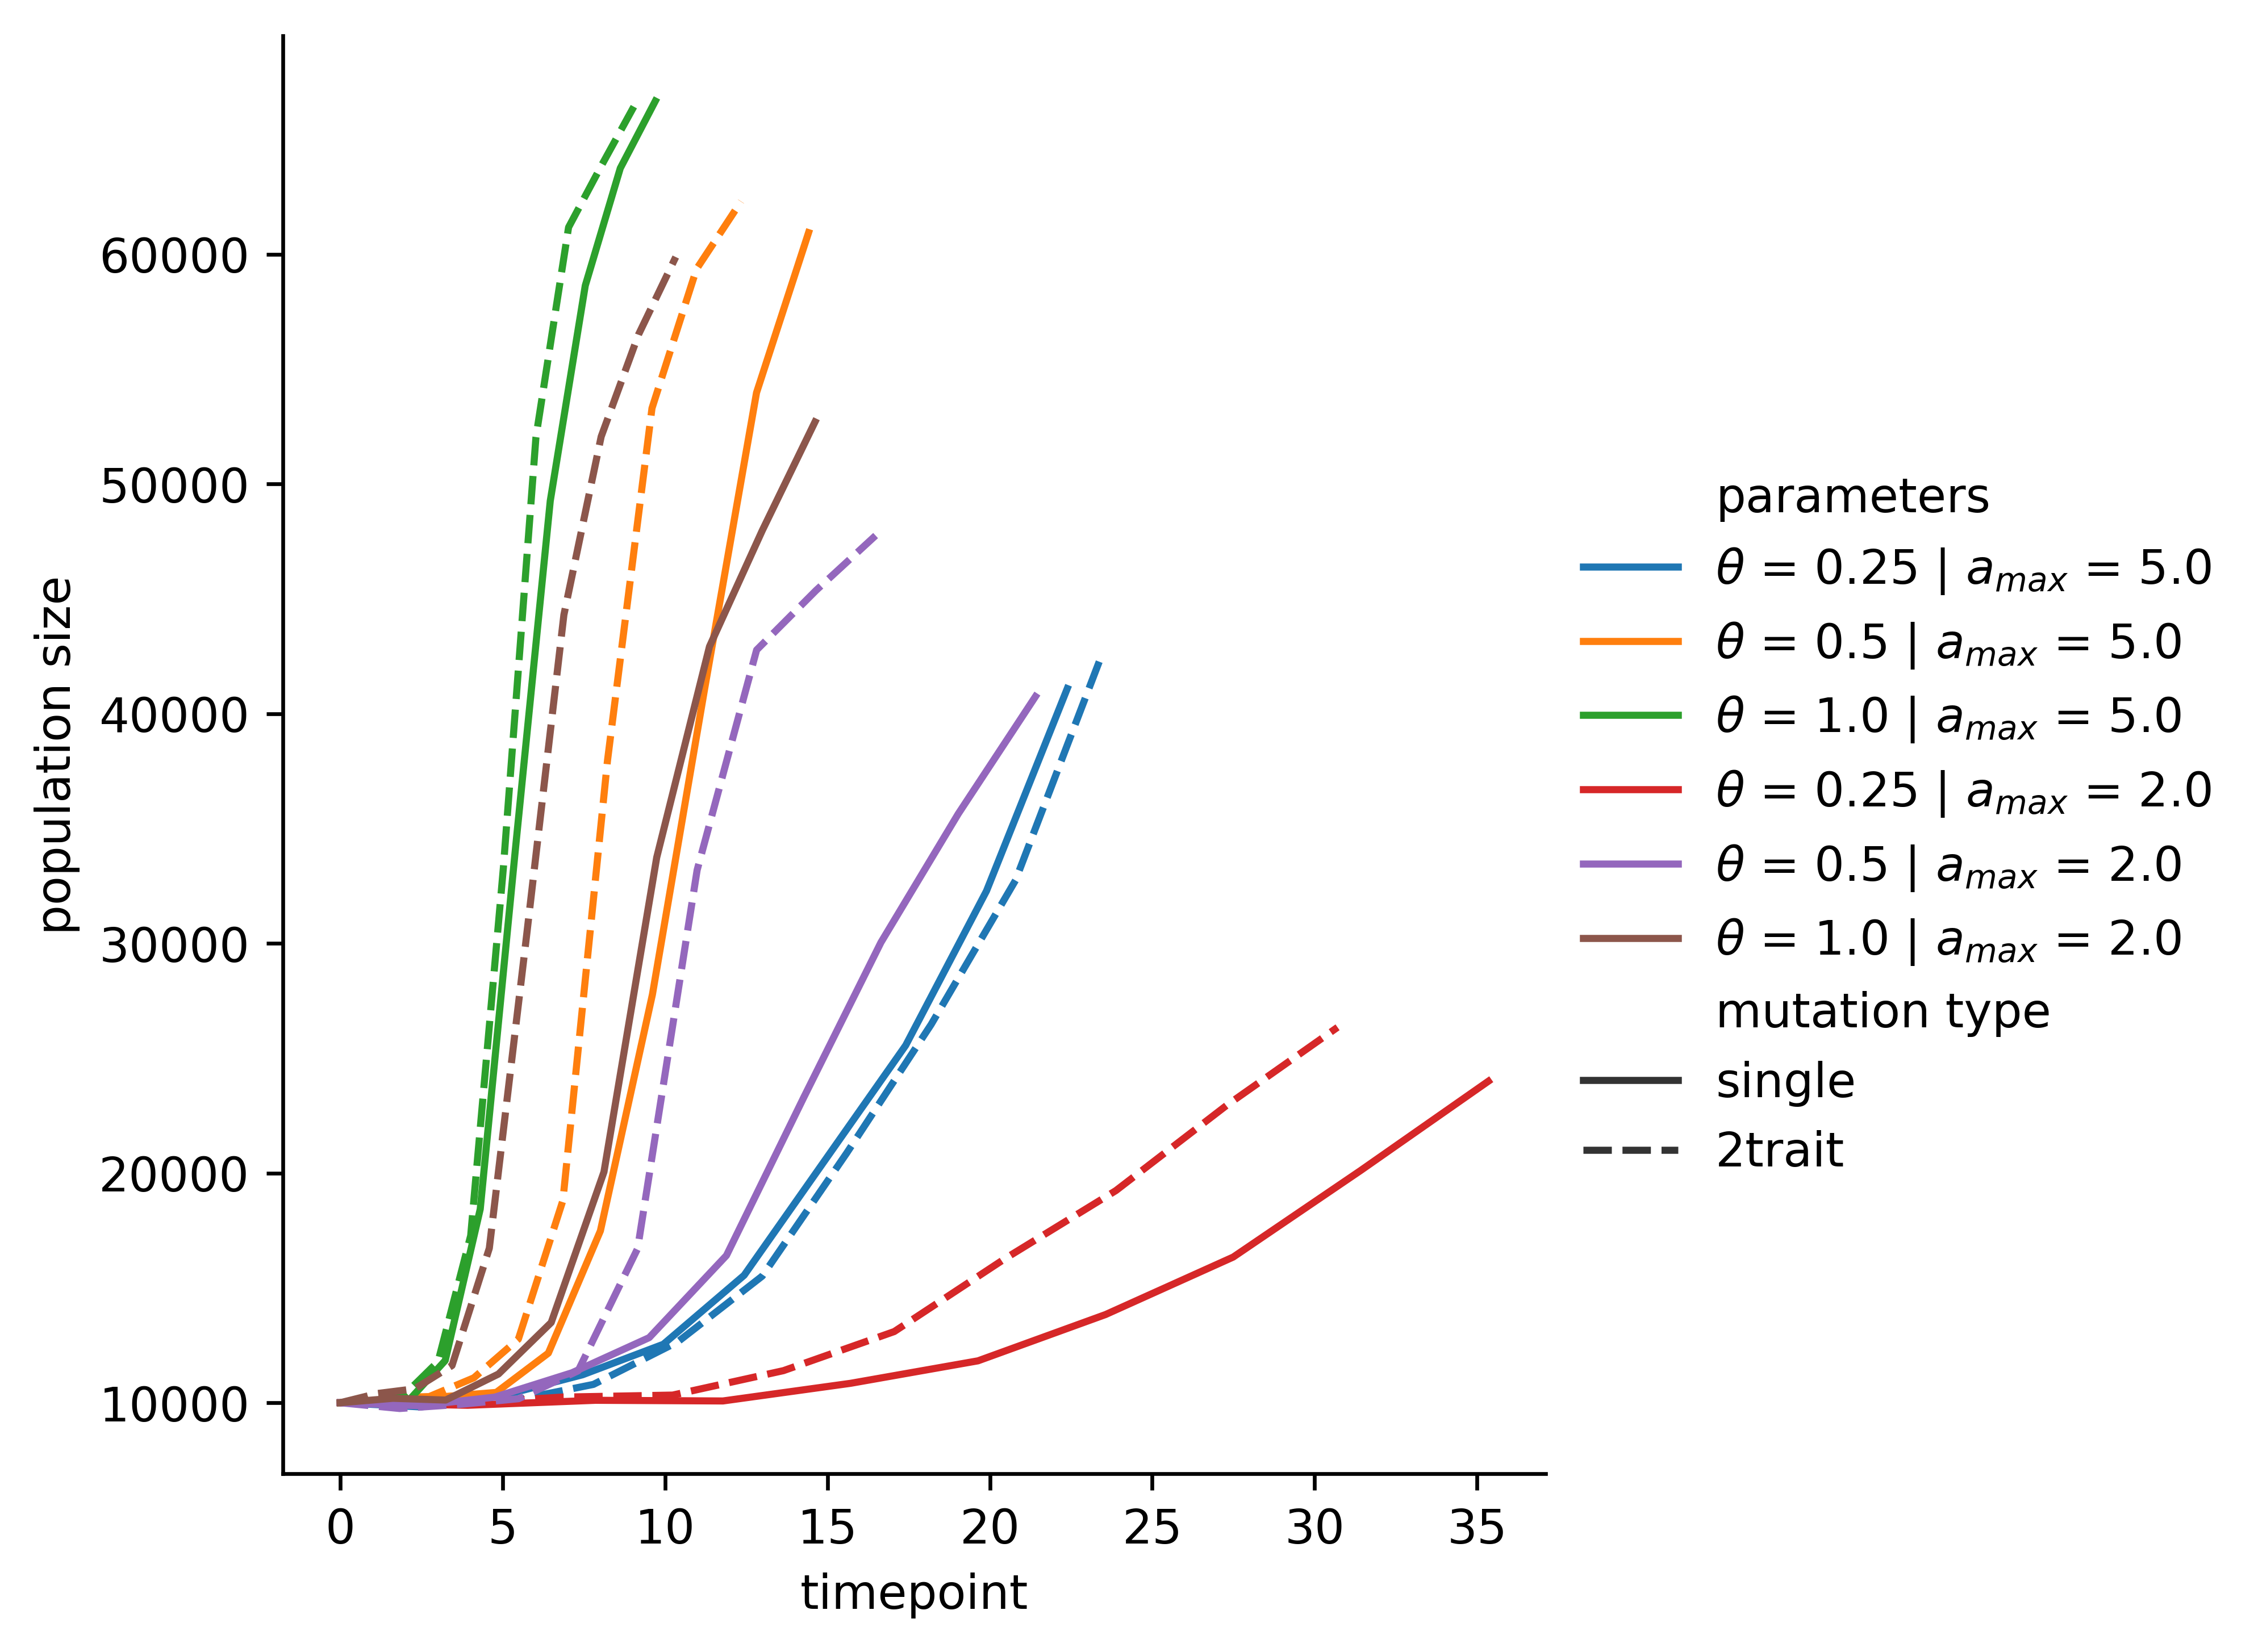 population size
60000
50000
40000
30000
20000
10000
0 5 10 15 20 25 30 35
timepoint
parameters
θ = 0.25 | a_max = 5.0
θ = 0.5 | a_max = 5.0
θ = 1.0 | a_max = 5.0
θ = 0.25 | a_max = 2.0
θ = 0.5 | a_max = 2.0
θ = 1.0 | a_max = 2.0
mutation type
single
2trait